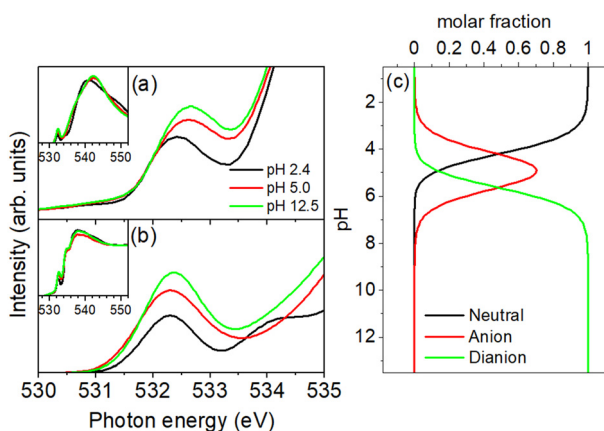 molar fraction
0 0.2 0.4 0.6 0.8 1
(a)
530 540 550
pH 2.4
pH 5.0
pH 12.5
(b)
530 540 550
Intensity (arb. units)
530 531 532 533 534 535
Photon energy (eV)
(c)
2
4
6
8
10
12
pH
Neutral
Anion
Dianion